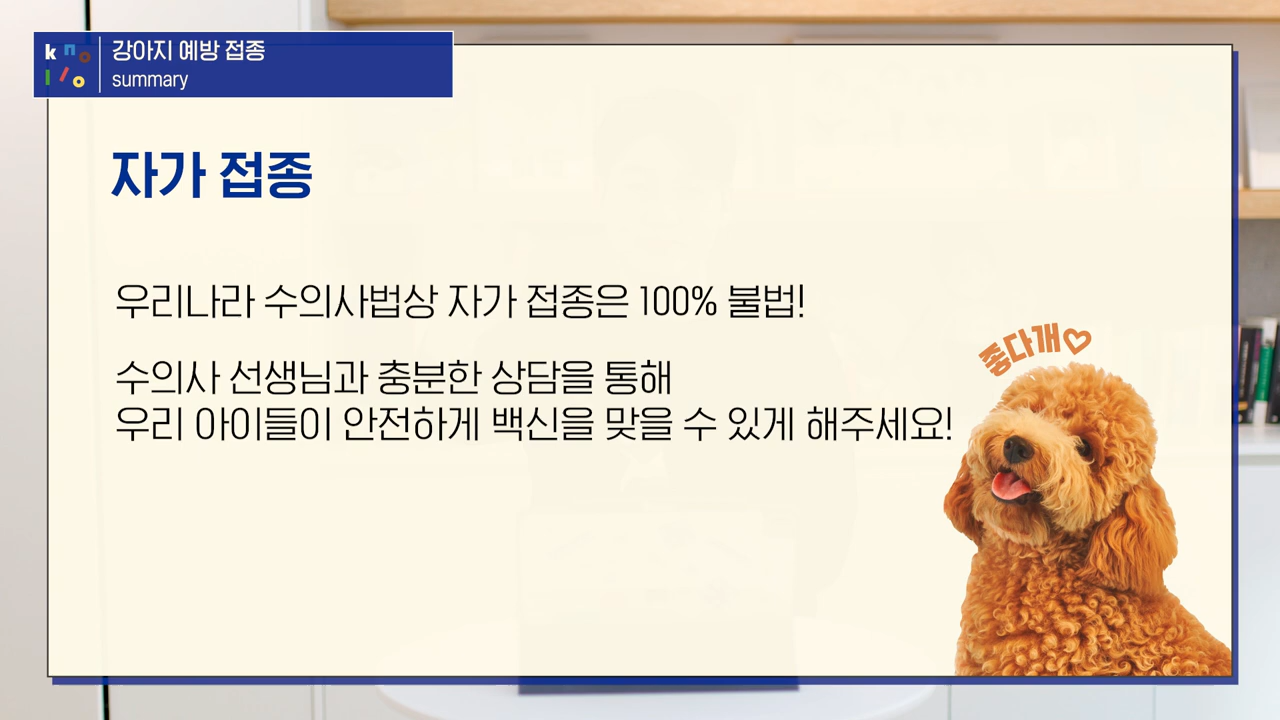 knollo
강아지 예방 접종
summary
자가 접종
우리나라 수의사법상 자가 접종은 100% 불법!
수의사 선생님과 충분한 상담을 통해
우리 아이들이 안전하게 백신을 맞을 수 있게 해주세요!
좋다개♡